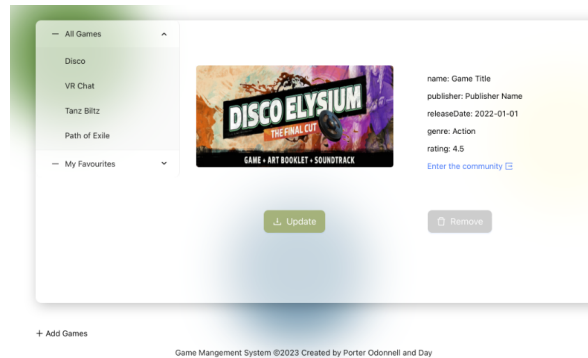 All Games
Disco
VR Chat
Tanz Biltz
Path of Exile
My Favourites
DISCO ELYSIUM
THE FINAL CUT
GAME + ART BOOKLET + SOUNDTRACK
name: Game Title
publisher: Publisher Name
releaseDate: 2022-01-01
genre: Action
rating: 4.5
Enter the community
Update
Remove
+ Add Games
Game Mangement System ©2023 Created by Porter Odonnell and Day